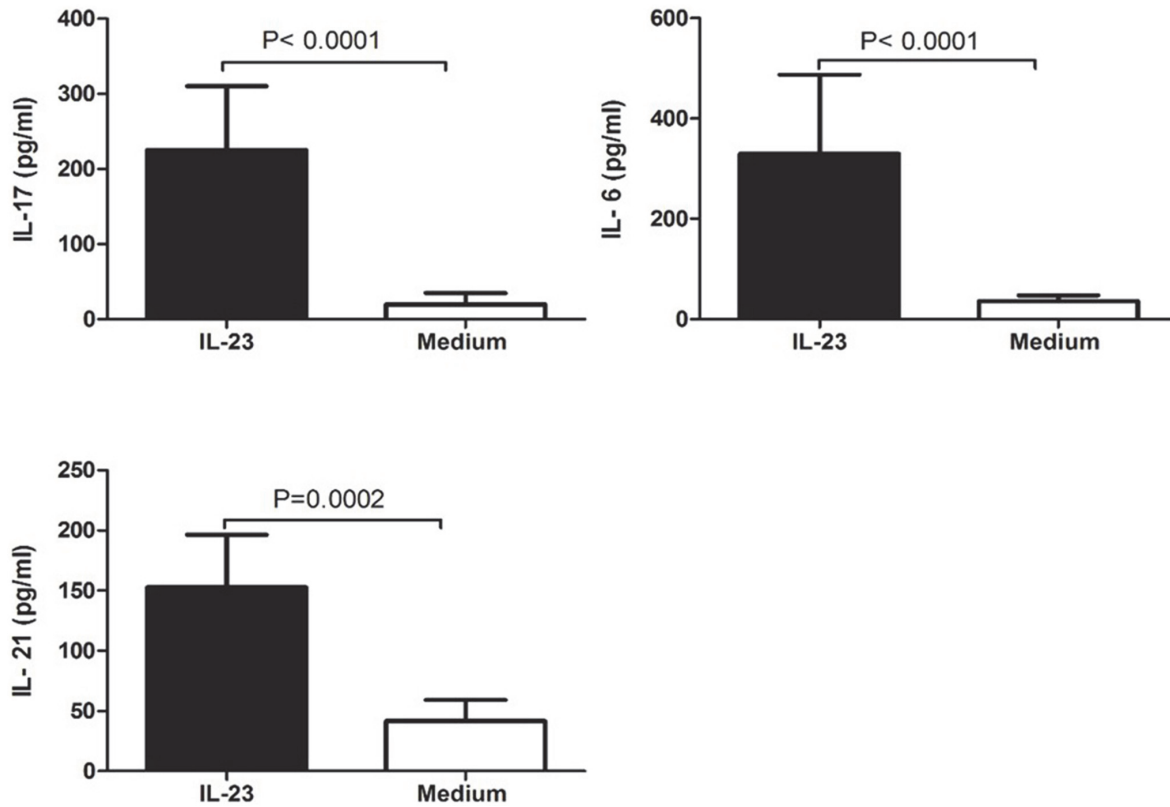 400
300
200
100
0
IL-17 (pg/ml)
P< 0.0001
IL-23 Medium
600
400
200
0
IL- 6 (pg/ml)
P< 0.0001
IL-23 Medium
250
200
150
100
50
0
IL- 21 (pg/ml)
P=0.0002
IL-23 Medium